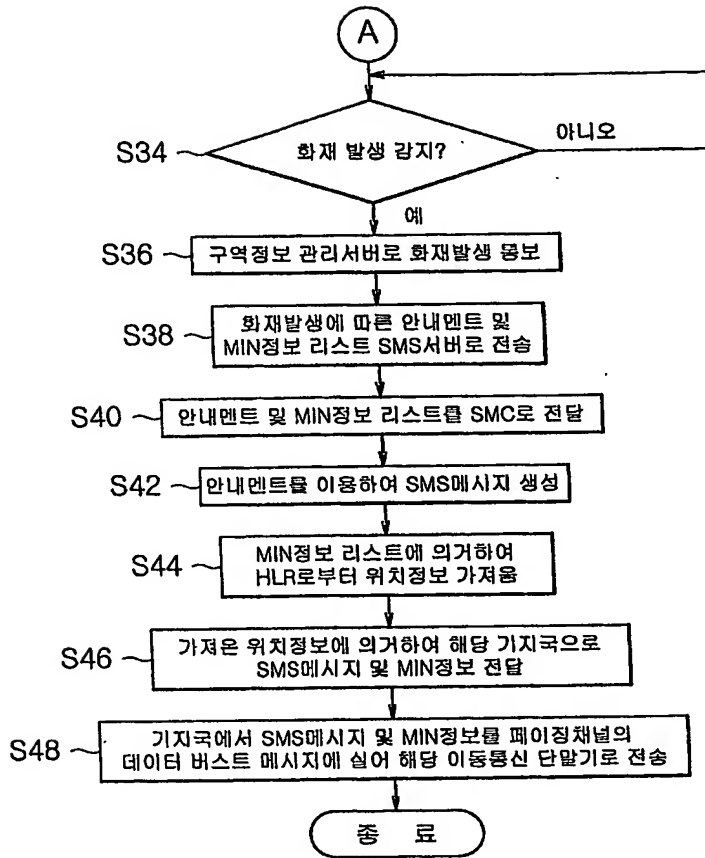 A
S34
화재 발생 감지?
아니오
예
S36
구역정보 관리서버로 화재발생 통보
S38
화재발생에 따른 안내멘트 및
MIN정보 리스트 SMS서버로 전송
S40
안내멘트 및 MIN정보 리스트를 SMC로 전달
S42
안내멘트를 이용하여 SMS메시지 생성
S44
MIN정보 리스트에 의거하여
HLR로부터 위치정보 가져옴
S46
가져온 위치정보에 의거하여 해당 기지국으로
SMS메시지 및 MIN정보 전달
S48
기지국에서 SMS메시지 및 MIN정보를 페이징채널의
데이터 버스트 메시지에 실어 해당 이동통신 단말기로 전송
종 료